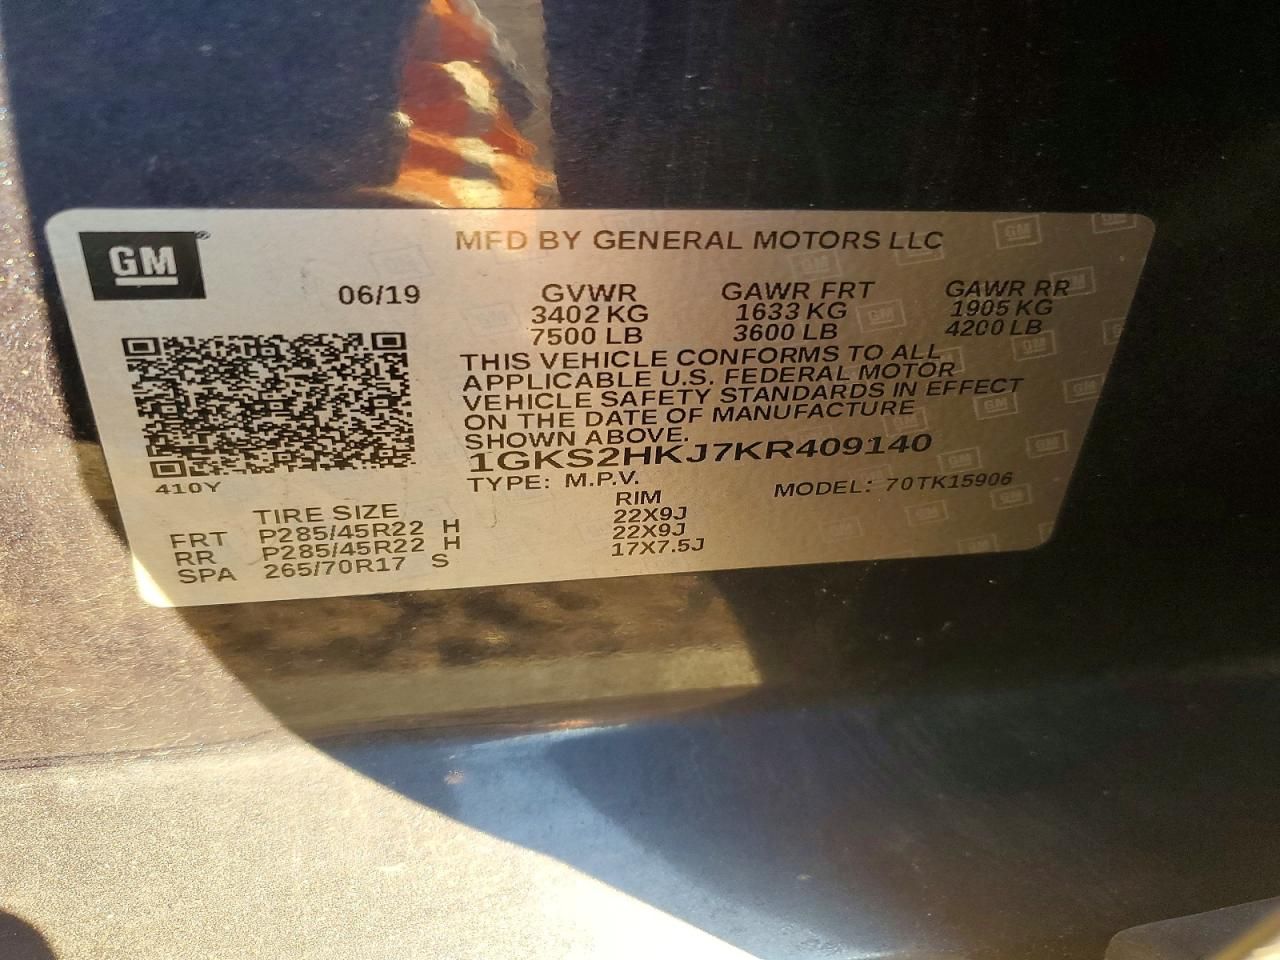 GM®
MFD BY GENERAL MOTORS LLC
06/19
GVWR GAWR FRT GAWR RR
3402 KG 1633 KG 1905 KG
7500 LB 3600 LB 4200 LB
THIS VEHICLE CONFORMS TO ALL
APPLICABLE U.S. FEDERAL MOTOR
VEHICLE SAFETY STANDARDS IN EFFECT
ON THE DATE OF MANUFACTURE
SHOWN ABOVE.
1GKS2HKJ7KR409140
410Y
TYPE: M.P.V. MODEL: 70TK15906
TIRE SIZE RIM
FRT P285/45R22 H 22X9J
RR P285/45R22 H 22X9J
SPA 265/70R17 S 17X7.5J